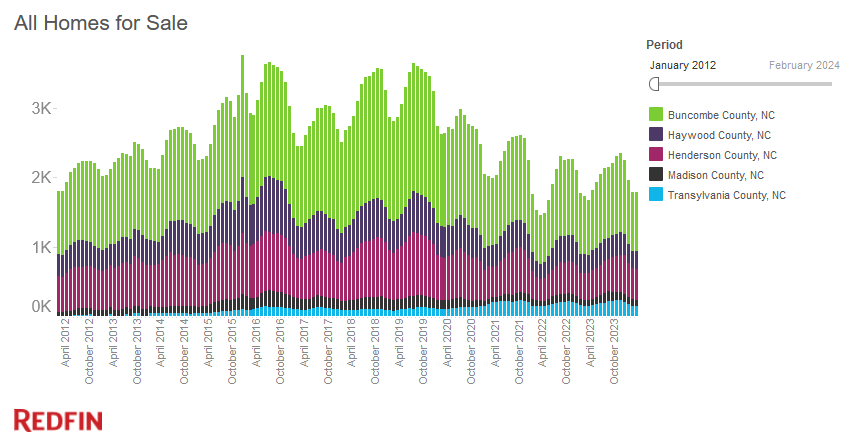 All Homes for Sale
Period
January 2012 February 2024
3K
2K
1K
0K
Buncombe County, NC
Haywood County, NC
Henderson County, NC
Madison County, NC
Transylvania County, NC
April 2012
October 2012
April 2013
October 2013
April 2014
October 2014
April 2015
October 2015
April 2016
October 2016
April 2017
October 2017
April 2018
October 2018
April 2019
October 2019
April 2020
October 2020
April 2021
October 2021
April 2022
October 2022
April 2023
October 2023
REDFIN